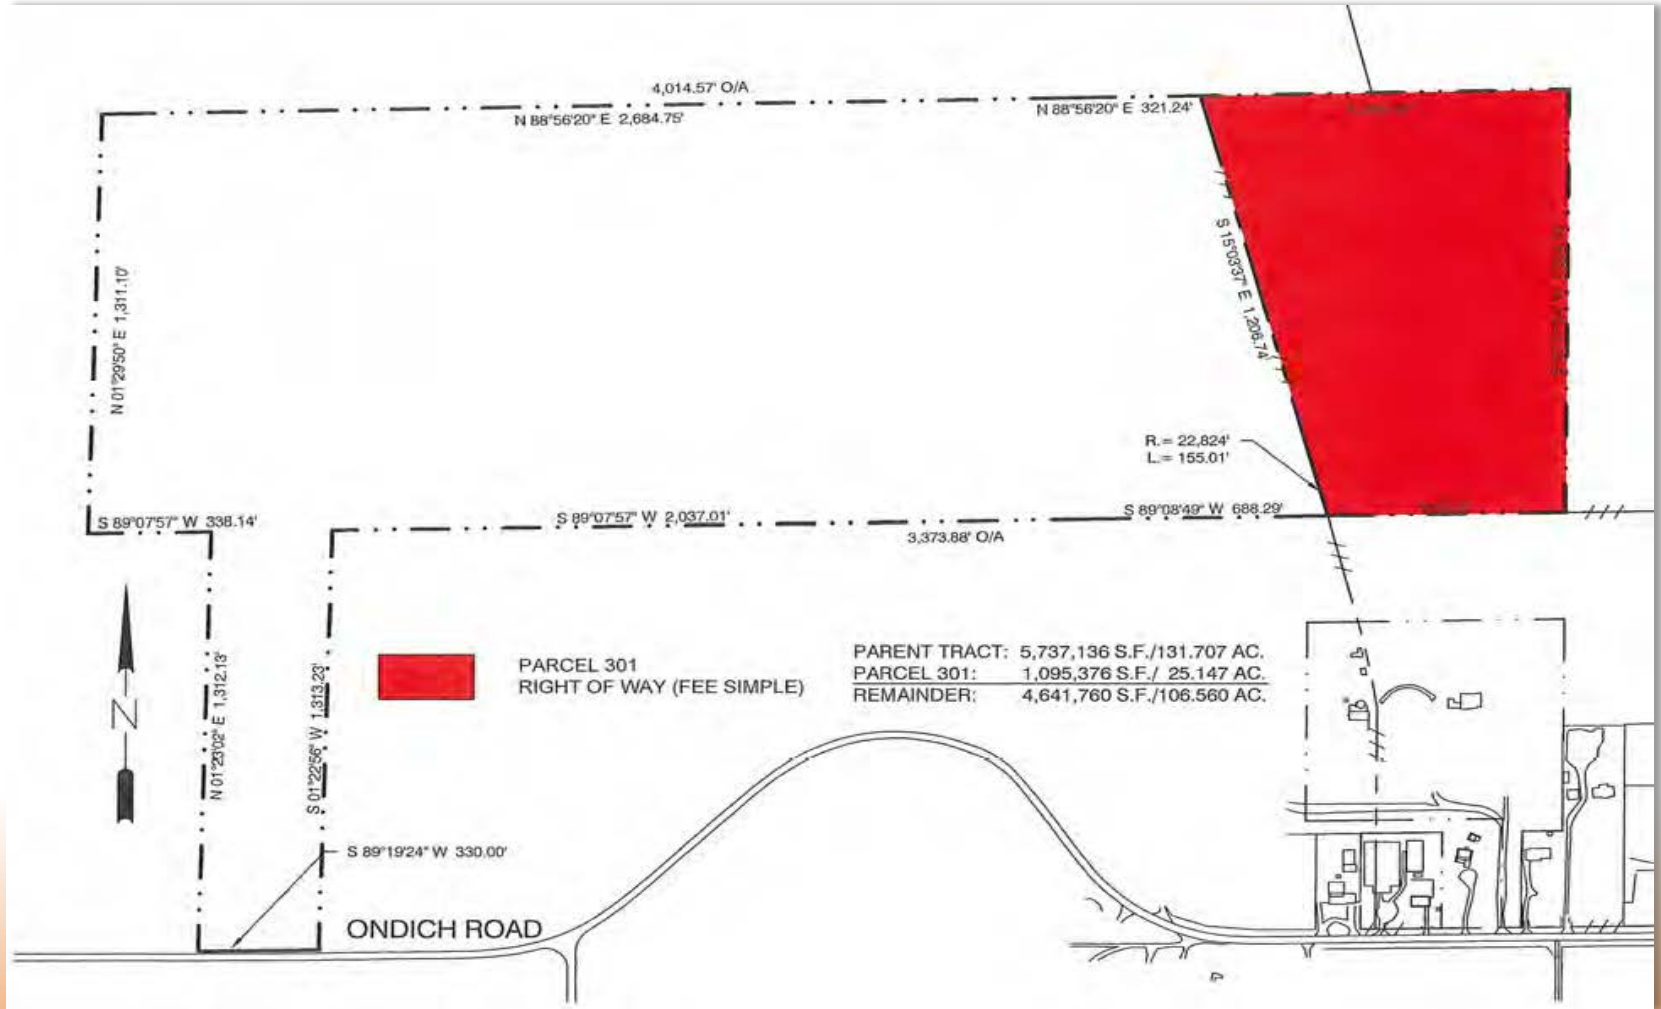 4,014.57' O/A
N 88°56'20" E 2,684.75'
N 88°56'20" E 321.24'
N 01°29'50" E 1,311.10'
S 15°03'37" E 1,206.74'
R.= 22,824'
L.= 155.01'
S 89°07'57" W 338.14'
S 89°07'57" W 2,037.01'
S 89°08'49" W 688.29'
3,373.88' O/A
N 01°23'02" E 1,312.13'
S 01°22'56" W 1,313.23'
N
PARCEL 301
RIGHT OF WAY (FEE SIMPLE)
PARENT TRACT: 5,737,136 S.F./131.707 AC.
PARCEL 301: 1,095,376 S.F./ 25.147 AC.
REMAINDER: 4,641,760 S.F./106.560 AC.
S 89°19'24" W 330.00'
ONDICH ROAD